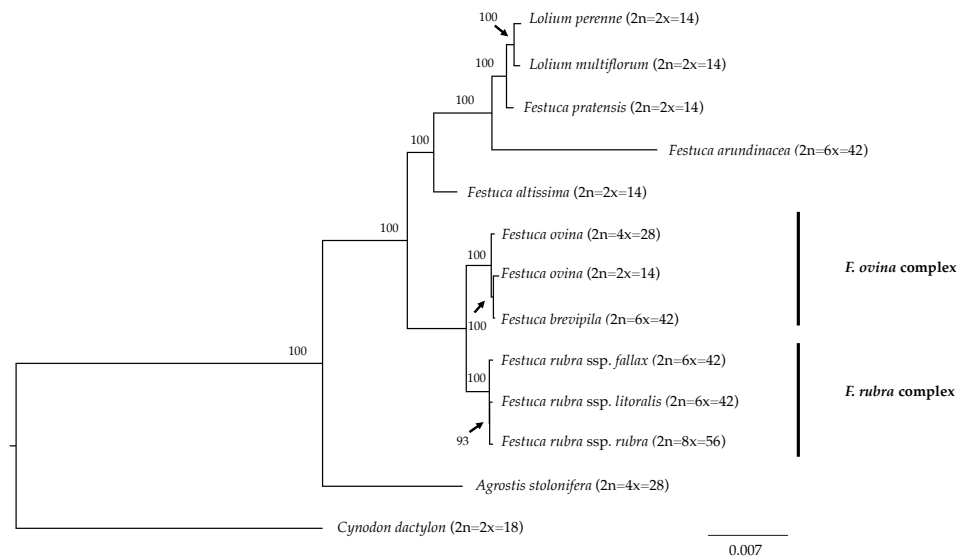 100
Lolium perenne (2n=2x=14)
100
Lolium multiflorum (2n=2x=14)
100
Festuca pratensis (2n=2x=14)
100
Festuca arundinacea (2n=6x=42)
Festuca altissima (2n=2x=14)
100
Festuca ovina (2n=4x=28)
100
Festuca ovina (2n=2x=14)
F. ovina complex
100
Festuca brevipila (2n=6x=42)
100
Festuca rubra ssp. fallax (2n=6x=42)
100
Festuca rubra ssp. litoralis (2n=6x=42)
F. rubra complex
93
Festuca rubra ssp. rubra (2n=8x=56)
Agrostis stolonifera (2n=4x=28)
Cynodon dactylon (2n=2x=18)
0.007